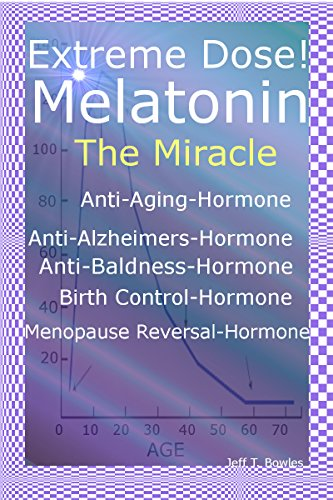 Extreme Dose!
Melatonin
The Miracle
Anti-Aging-Hormone
Anti-Alzheimers-Hormone
Anti-Baldness-Hormone
Birth Control-Hormone
Menopause Reversal-Hormone
100
80
60
40
20
0 10 20 30 40 50 60 70
AGE
Jeff T. Bowles